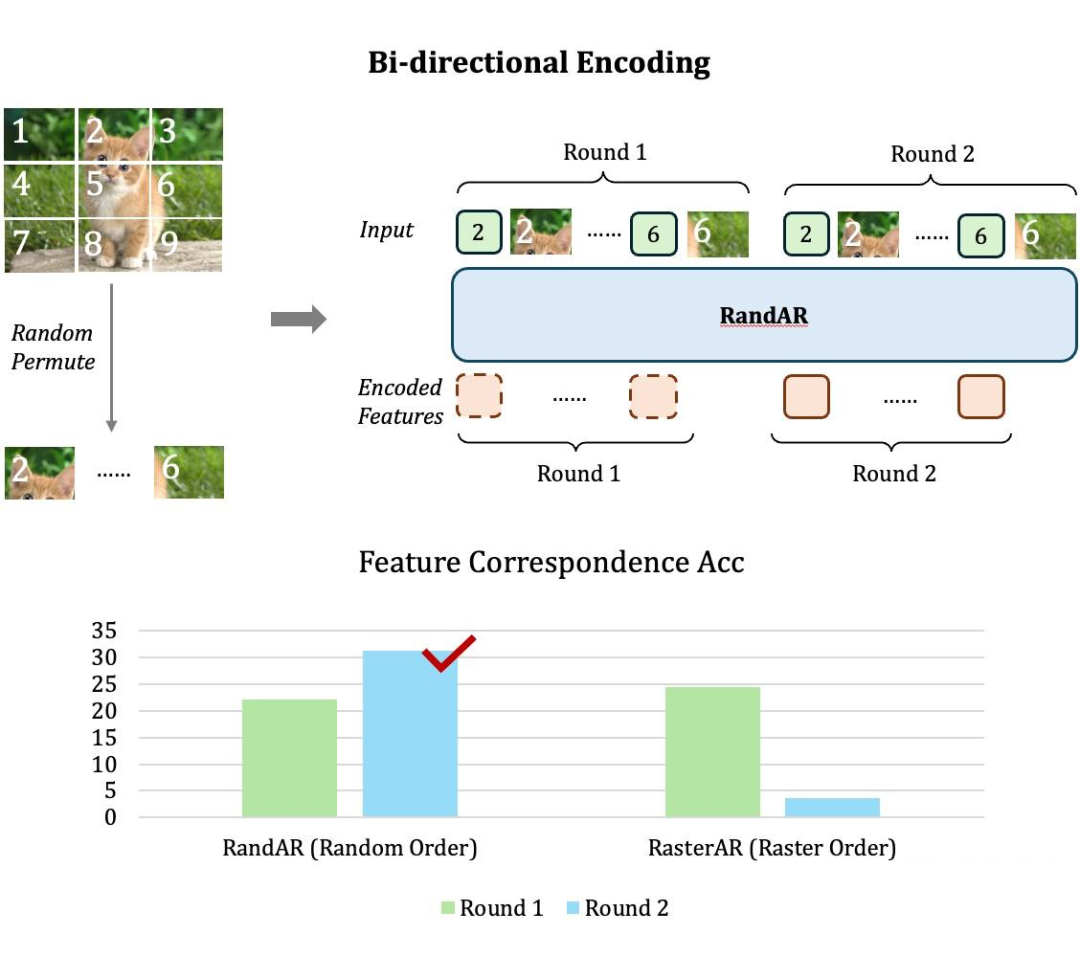 Bi-directional Encoding
1 2 3
4 5 6
7 8 9
Random
Permute
2 ...... 6
Round 1
Round 2
Input
2 2 ...... 6 6
2 2 ...... 6 6
RandAR
Encoded
Features
......
......
Round 1
Round 2
Feature Correspondence Acc
35
30
25
20
15
10
5
0
RandAR (Random Order)
RasterAR (Raster Order)
Round 1
Round 2